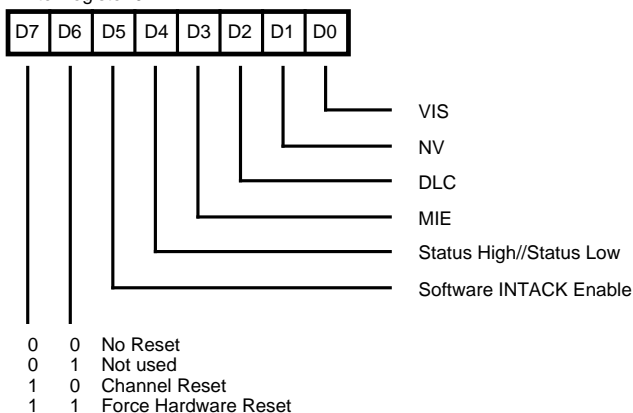 D7 D6 D5 D4 D3 D2 D1 D0
VIS
NV
DLC
MIE
Status High//Status Low
Software INTACK Enable
0 0 No Reset
0 1 Not used
1 0 Channel Reset
1 1 Force Hardware Reset